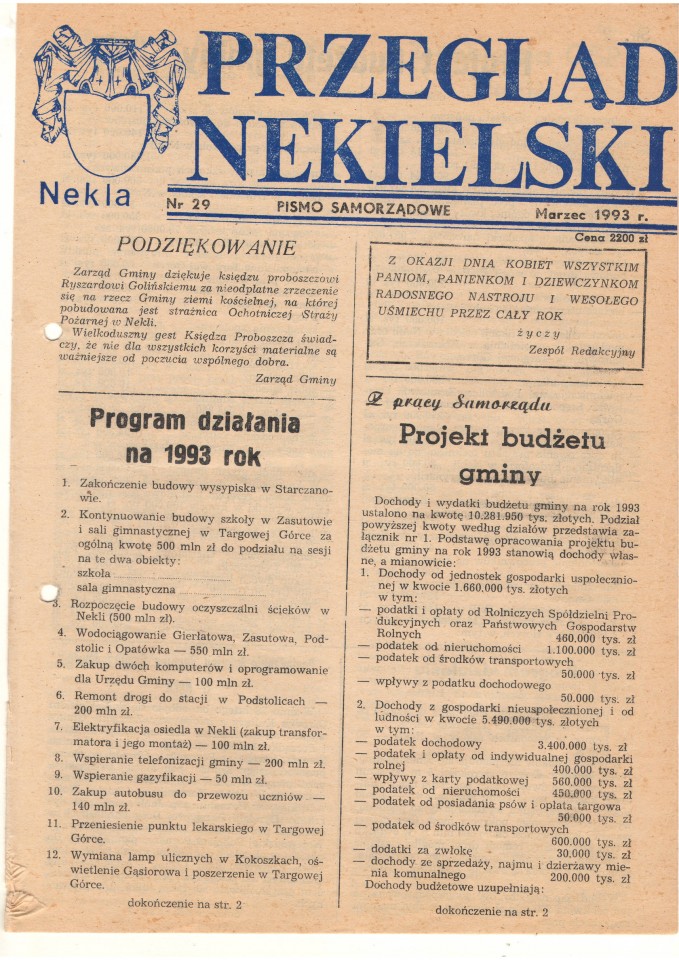 PRZEGLĄD
NEKIELSKI
Nekla
Nr 29
PISMO SAMORZĄDOWE
Marzec 1993 r.
Cena 2200 zł
PODZIĘKOWANIE
Zarząd Gminy dziękuje księdzu proboszczowi
Ryszardowi Golińskiemu za nieodpłatne zrzeczenie
się na rzecz Gminy ziemi kościelnej, na której
pobudowana jest strażnica Ochotniczej Straży
Pożarnej w Nekli.
Wielkoduszny gest Księdza Proboszcza świad-
czy, że nie dla wszystkich korzyści materialne są
ważniejsze od poczucia wspólnego dobra.
Zarząd Gminy
Program działania
na 1993 rok
1. Zakończenie budowy wysypiska w Starczano-
wie.
2. Kontynuowanie budowy szkoły w Zasutowie
i sali gimnastycznej w Targowej Górce za
ogólną kwotę 500 mln zł do podziału na sesji
na te dwa obiekty:
szkoła
sala gimnastyczna
3. Rozpoczęcie budowy oczyszczalni ścieków w
Nekli (500 mln zł).
4. Wodociągowanie Gierłatowa, Zasutowa, Pod-
stolic i Opatówka — 550 mln zł.
5. Zakup dwóch komputerów i oprogramowanie
dla Urzędu Gminy — 100 mln zł.
6. Remont drogi do stacji w Podstolicach —
200 mln zł.
7. Elektryfikacja osiedla w Nekli (zakup transfor-
matora i jego montaż) — 100 mln zł.
8. Wspieranie telefonizacji gminy — 200 mln zł.
9. Wspieranie gazyfikacji — 50 mln zł.
10. Zakup autobusu do przewozu uczniów —
140 mln zł.
11. Przeniesienie punktu lekarskiego w Targowej
Górce.
12. Wymiana lamp ulicznych w Kokoszkach, oś-
wietlenie Gąsiorowa i poszerzenie w Targowej
Górce.
dokończenie na str. 2
Z OKAZJI DNIA KOBIET WSZYSTKIM
PANIOM, PANIENKOM I DZIEWCZYNKOM
RADOSNEGO NASTROJU I WESOŁEGO
UŚMIECHU PRZEZ CAŁY ROK
życzy
Zespół Redakcyjny
Z pracy Samorządu
Projekt budżetu
gminy
Dochody i wydatki budżetu gminy na rok 1993
ustalono na kwotę 10.281.950 tys. złotych. Podział
powyższej kwoty według działów przedstawia za-
łącznik nr 1. Podstawę opracowania projektu bu-
dżetu gminy na rok 1993 stanowią dochody włas-
ne, a mianowicie:
1. Dochody od jednostek gospodarki uspołecznio-
nej w kwocie 1.660.000 tys. złotych
w tym:
— podatki i opłaty od Rolniczych Spółdzielni Pro-
dukcyjnych oraz Państwowych Gospodarstw
Rolnych 460.000 tys. zł
— podatek od nieruchomości 1.100.000 tys. zł
— podatek od środków transportowych
50.000 tys. zł
— wpływy z podatku dochodowego
50.000 tys. zł
2. Dochody z gospodarki nieuspołecznionej i od
ludności w kwocie 5.490.000 tys. złotych
w tym:
— podatek dochodowy 3.400.000 tys. zł
— podatek i opłaty od indywidualnej gospodarki
rolnej 400.000 tys. zł
— wpływy z karty podatkowej 560.000 tys. zł
— podatek od nieruchomości 450.000 tys. zł
— podatek od posiadania psów i opłata targowa
50.000 tys. zł
— podatek od środków transportowych
600.000 tys. zł
— dodatki za zwłokę 30.000 tys. zł
— dochody ze sprzedaży, najmu i dzierżawy mie-
nia komunalnego 200.000 tys. zł
Dochody budżetowe uzupełniają:
dokończenie na str. 2